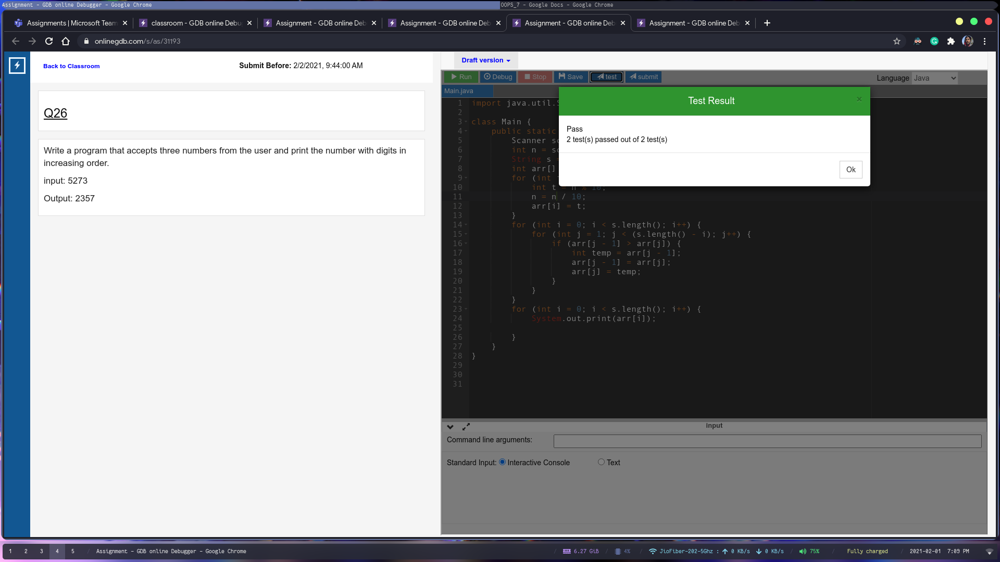 Assignment - GDB online Debugger - Google Chrome
OOPS_7 - Google Docs - Google Chrome
Assignments | Microsoft Team
classroom - GDB online Debu
Assignment - GDB online Deb
Assignment - GDB online Deb
Assignment - GDB online Deb
Assignment - GDB online Deb
onlinegdb.com/s/as/31193
Back to Classroom
Submit Before: 2/2/2021, 9:44:00 AM
Q26
Write a program that accepts three numbers from the user and print the number with digits in
increasing order.
input: 5273
Output: 2357
Draft version
Run
Debug
Stop
Save
test
submit
Language Java
Main.java
Test Result
×
Pass
2 test(s) passed out of 2 test(s)
Ok
1 import java.util.
2
3 class Main {
4 public static
5 Scanner
6 int n =
7 String s
8 int arr[]
9 for (int
10 int t = n % 10;
11 n = n / 10;
12 arr[i] = t;
13 }
14 for (int i = 0; i < s.length(); i++) {
15 for (int j = 1; j < (s.length() - i); j++) {
16 if (arr[j - 1] > arr[j]) {
17 int temp = arr[j - 1];
18 arr[j - 1] = arr[j];
19 arr[j] = temp;
20 }
21 }
22 }
23 for (int i = 0; i < s.length(); i++) {
24 System.out.print(arr[i]);
25
26 }
27 }
28 }
29
30
31
input
Command line arguments:
Standard Input: Interactive Console Text
1 2 3 4 5 / Assignment - GDB online Debugger - Google Chrome
/ 6.27 GiB / 4% / JioFiber-202-5Ghz : 0 KB/s 0 KB/s / 75% / Fully charged / 2021-02-01 7:09 PM